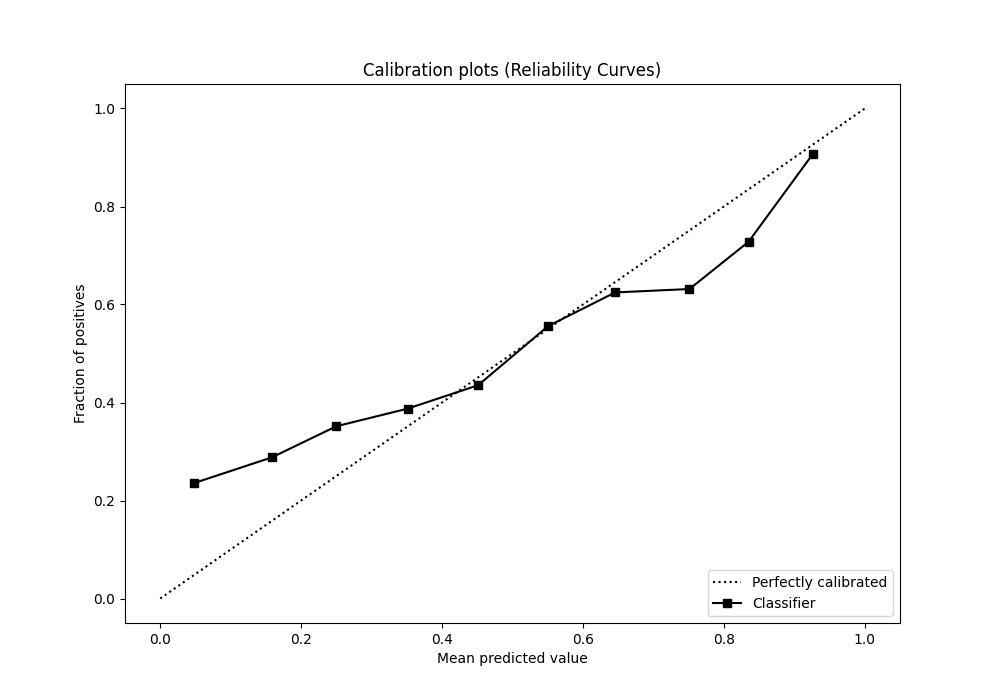 Calibration plots (Reliability Curves)
1.0
0.8
0.6
0.4
0.2
0.0
Fraction of positives
0.0 0.2 0.4 0.6 0.8 1.0
Mean predicted value
Perfectly calibrated
Classifier